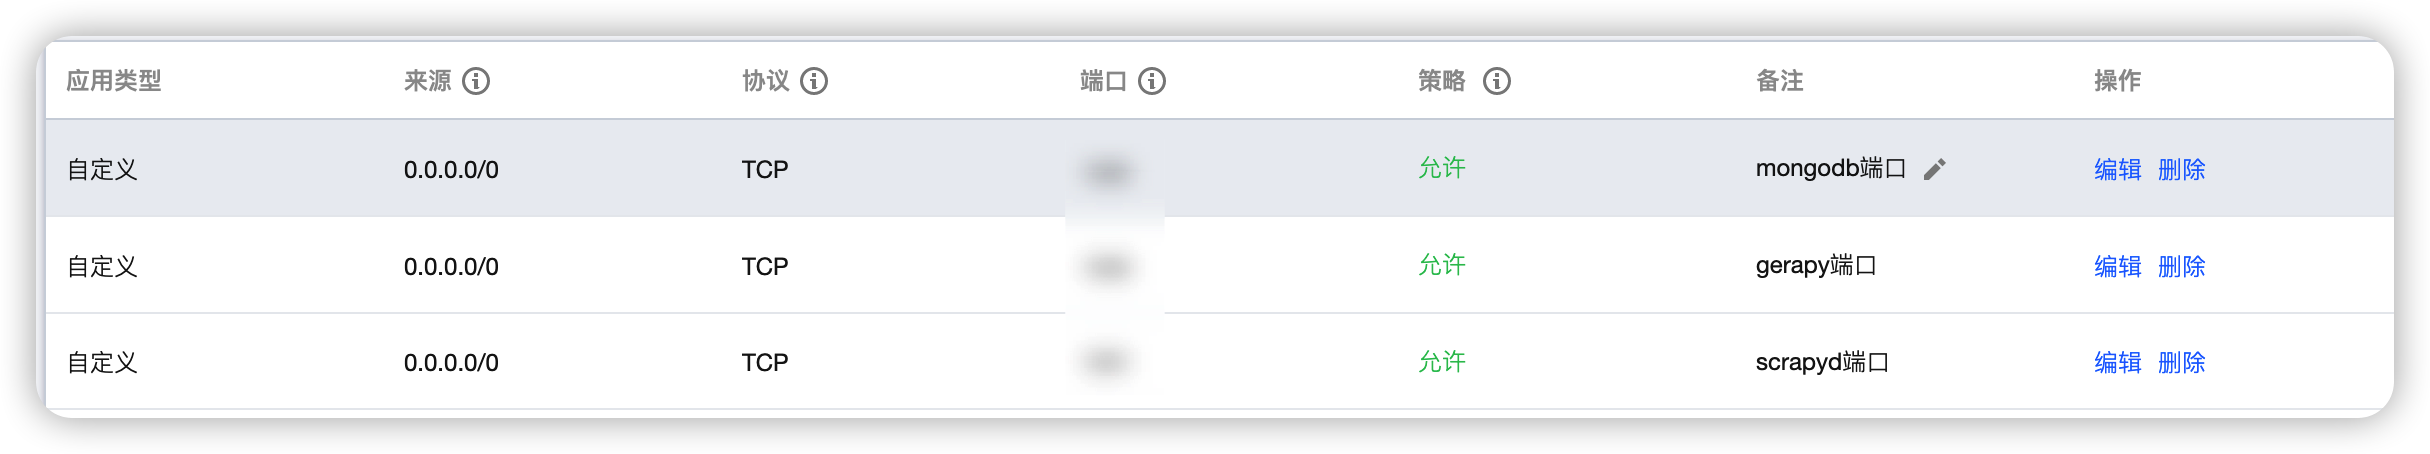 应用类型 来源 协议 端口 策略 备注 操作
自定义 0.0.0.0/0 TCP 允许 mongodb端口 编辑 删除
自定义 0.0.0.0/0 TCP 允许 gerapy端口 编辑 删除
自定义 0.0.0.0/0 TCP 允许 scrapyd端口 编辑 删除